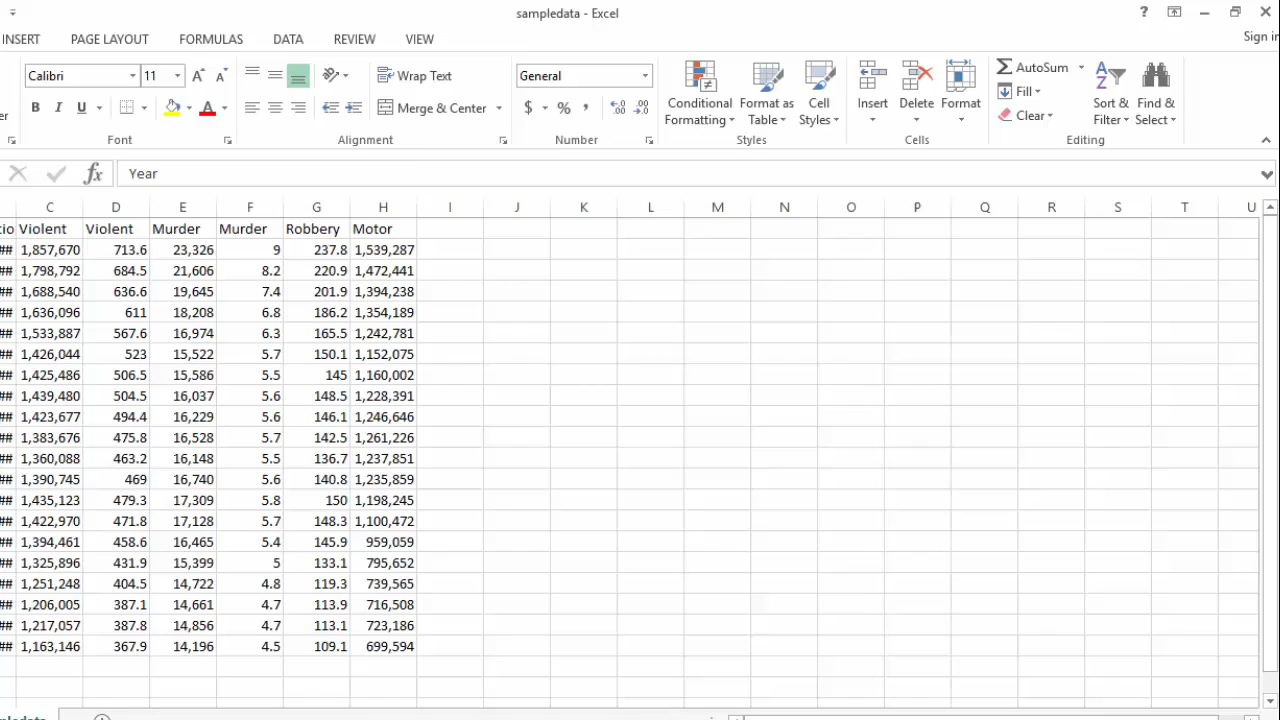 sampledata - Excel
?
INSERT PAGE LAYOUT FORMULAS DATA REVIEW VIEW
Sign in
Calibri 11 A A Wrap Text General AutoSum
Fill
B I U A Merge & Center $ % , Conditional Formatting Format as Table Cell Styles Insert Delete Format Clear Sort & Filter Find & Select
Font Alignment Number Styles Cells Editing
fx Year
C D E F G H I J K L M N O P Q R S T U
Violent Violent Murder Murder Robbery Motor
## 1,857,670 713.6 23,326 9 237.8 1,539,287
## 1,798,792 684.5 21,606 8.2 220.9 1,472,441
## 1,688,540 636.6 19,645 7.4 201.9 1,394,238
## 1,636,096 611 18,208 6.8 186.2 1,354,189
## 1,533,887 567.6 16,974 6.3 165.5 1,242,781
## 1,426,044 523 15,522 5.7 150.1 1,152,075
## 1,425,486 506.5 15,586 5.5 145 1,160,002
## 1,439,480 504.5 16,037 5.6 148.5 1,228,391
## 1,423,677 494.4 16,229 5.6 146.1 1,246,646
## 1,383,676 475.8 16,528 5.7 142.5 1,261,226
## 1,360,088 463.2 16,148 5.5 136.7 1,237,851
## 1,390,745 469 16,740 5.6 140.8 1,235,859
## 1,435,123 479.3 17,309 5.8 150 1,198,245
## 1,422,970 471.8 17,128 5.7 148.3 1,100,472
## 1,394,461 458.6 16,465 5.4 145.9 959,059
## 1,325,896 431.9 15,399 5 133.1 795,652
## 1,251,248 404.5 14,722 4.8 119.3 739,565
## 1,206,005 387.1 14,661 4.7 113.9 716,508
## 1,217,057 387.8 14,856 4.7 113.1 723,186
## 1,163,146 367.9 14,196 4.5 109.1 699,594